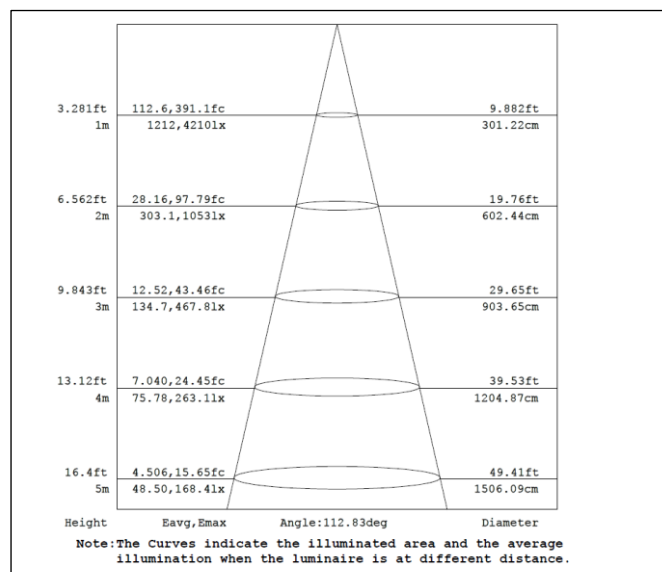 3.281ft 112.6,391.1fc 9.882ft
1m 1212,4210lx 301.22cm
6.562ft 28.16,97.79fc 19.76ft
2m 303.1,1053lx 602.44cm
9.843ft 12.52,43.46fc 29.65ft
3m 134.7,467.8lx 903.65cm
13.12ft 7.040,24.45fc 39.53ft
4m 75.78,263.1lx 1204.87cm
16.4ft 4.506,15.65fc 49.41ft
5m 48.50,168.4lx 1506.09cm
Height Eavg,Emax Angle:112.83deg Diameter
Note:The Curves indicate the illuminated area and the average
illumination when the luminaire is at different distance.